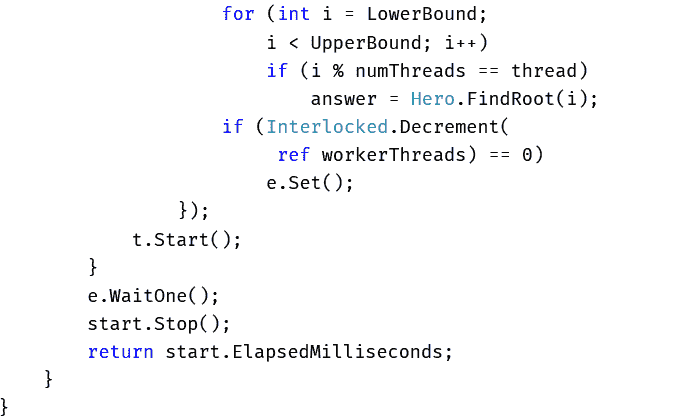 for (int i = LowerBound;
i < UpperBound; i++)
if (i % numThreads == thread)
answer = Hero.FindRoot(i);
if (Interlocked.Decrement(
ref workerThreads) == 0)
e.Set();
});
t.Start();
}
e.WaitOne();
start.Stop();
return start.ElapsedMilliseconds;
}
}